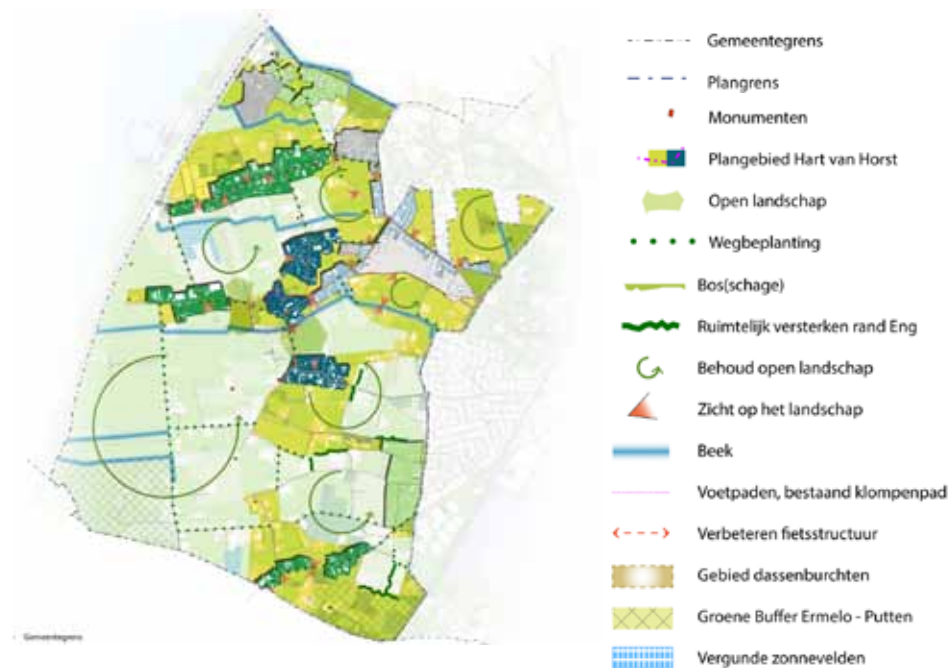 Gemeentegrens
Plangrens
Monumenten
Plangebied Hart van Horst
Open landschap
Wegbeplanting
Bos(schage)
Ruimtelijk versterken rand Eng
Behoud open landschap
Zicht op het landschap
Beek
Voetpaden, bestaand klompenpad
Verbeteren fietsstructuur
Gebied dassenburchten
Groene Buffer Ermelo - Putten
Vergunde zonnevelden
Gemeentegrens